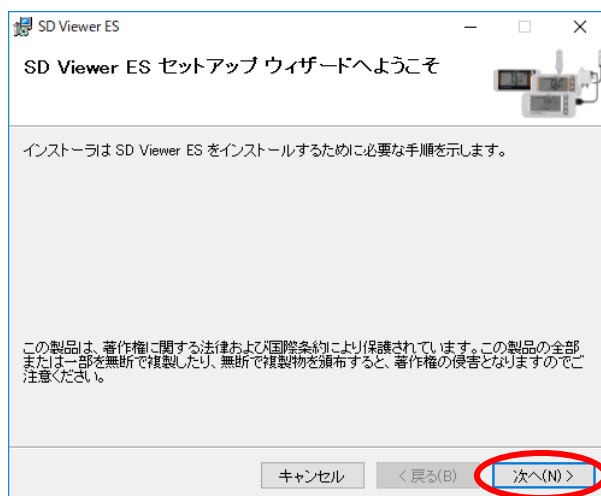 SD Viewer ES
SD Viewer ES セットアップ ウィザードへようこそ
インストーラは SD Viewer ES をインストールするために必要な手順を示します。
この製品は、著作権に関する法律および国際条約により保護されています。この製品の全部
または一部を無断で複製したり、無断で複製物を頒布すると、著作権の侵害となりますのでご
注意ください。
キャンセル < 戻る(B) 次へ(N) >